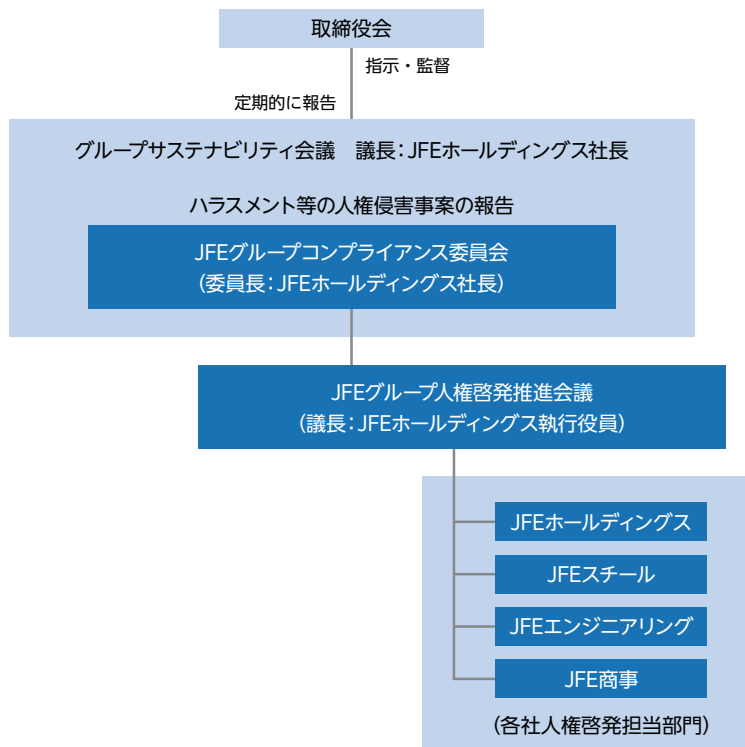 取締役会
指示・監督
定期的に報告
グループサステナビリティ会議　議長：JFEホールディングス社長
ハラスメント等の人権侵害事案の報告
JFEグループコンプライアンス委員会
（委員長：JFEホールディングス社長）
JFEグループ人権啓発推進会議
（議長：JFEホールディングス執行役員）
JFEホールディングス
JFEスチール
JFEエンジニアリング
JFE商事
（各社人権啓発担当部門）